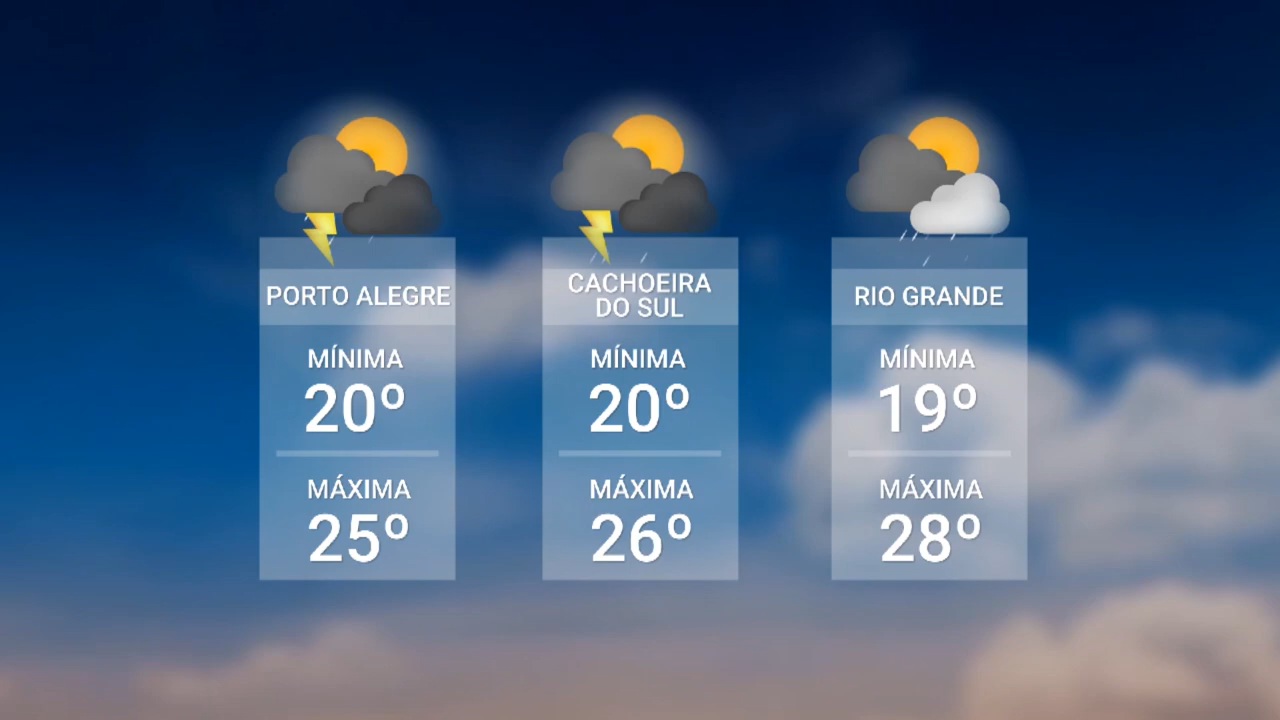 PORTO ALEGRE
MÍNIMA
20º
MÁXIMA
25º
CACHOEIRA
DO SUL
MÍNIMA
20º
MÁXIMA
26º
RIO GRANDE
MÍNIMA
19º
MÁXIMA
28º